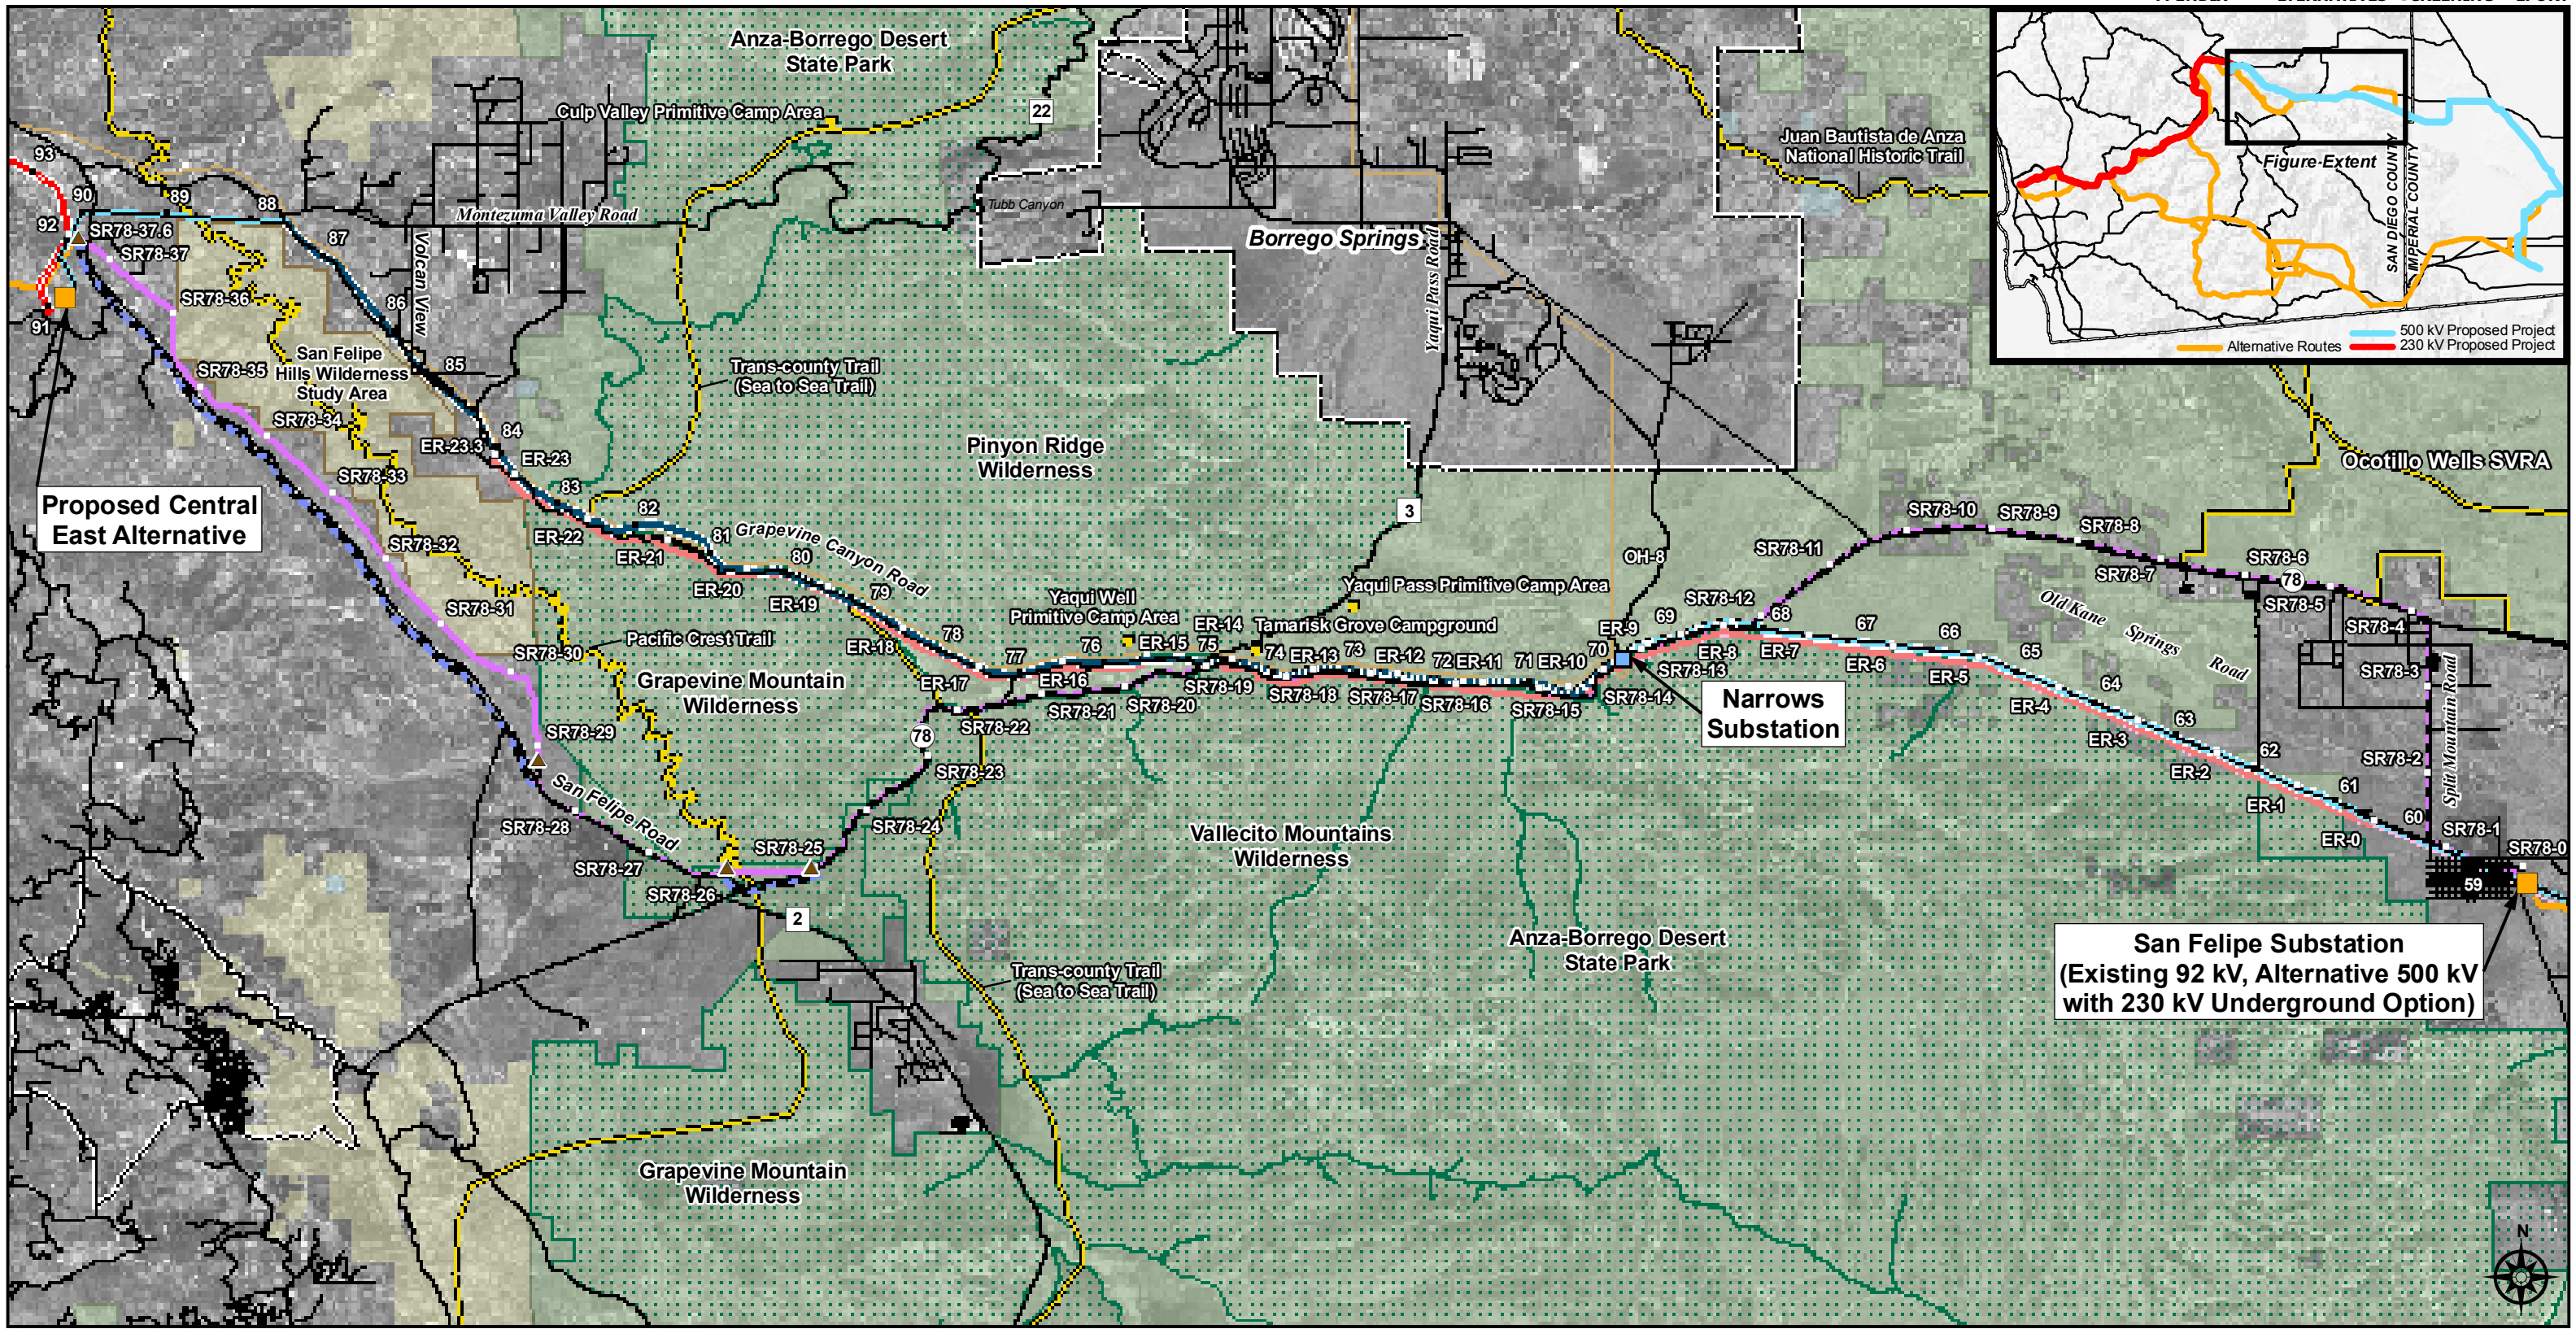 Anza-Borrego Desert
State Park
Culp Valley Primitive Camp Area
22
Juan Bautista de Anza
National Historic Trail
Figure-Extent
SAN DIEGO COUNTY
IMPERIAL COUNTY
500 kV Proposed Project
Alternative Routes
230 kV Proposed Project
93
90
89
88
Montezuma Valley Road
Tubb Canyon
92
SR78-37.6
SR78-37
87
Volcan View
Borrego Springs
Yaqui Pass Road
SR78-36
91
86
San Felipe
Hills Wilderness
Study Area
85
SR78-35
Trans-county Trail
(Sea to Sea Trail)
SR78-34
84
ER-23.3
ER-23
Pinyon Ridge
Wilderness
Ocotillo Wells SVRA
SR78-33
83
Proposed Central
East Alternative
82
3
SR78-10
SR78-9
SR78-8
ER-22
81
Grapevine Canyon Road
SR78-32
ER-21
80
OH-8
SR78-11
SR78-7
SR78-6
78
ER-20
ER-19
79
Yaqui Pass Primitive Camp Area
SR78-5
SR78-31
Yaqui Well
Primitive Camp Area
SR78-12
Old Kane
Springs
Road
Pacific Crest Trail
ER-18
78
76
ER-15
75
ER-14
Tamarisk Grove Campground
ER-9
69
68
67
66
SR78-4
SR78-30
77
74
ER-13
73
ER-12
72
ER-11
71
ER-10
70
ER-8
ER-7
ER-6
65
SR78-3
Grapevine Mountain
Wilderness
ER-17
ER-16
SR78-19
SR78-18
SR78-17
SR78-16
SR78-15
SR78-14
SR78-13
ER-5
64
SR78-22
SR78-21
SR78-20
Narrows
Substation
ER-4
63
SR78-29
78
ER-3
62
SR78-2
Split Mountain Road
SR78-23
ER-2
San Felipe Road
61
ER-1
60
SR78-28
SR78-24
Vallecito Mountains
Wilderness
ER-0
SR78-1
SR78-25
SR78-0
SR78-27
SR78-26
59
2
Anza-Borrego Desert
State Park
San Felipe Substation
(Existing 92 kV, Alternative 500 kV
with 230 kV Underground Option)
Trans-county Trail
(Sea to Sea Trail)
Grapevine Mountain
Wilderness
N